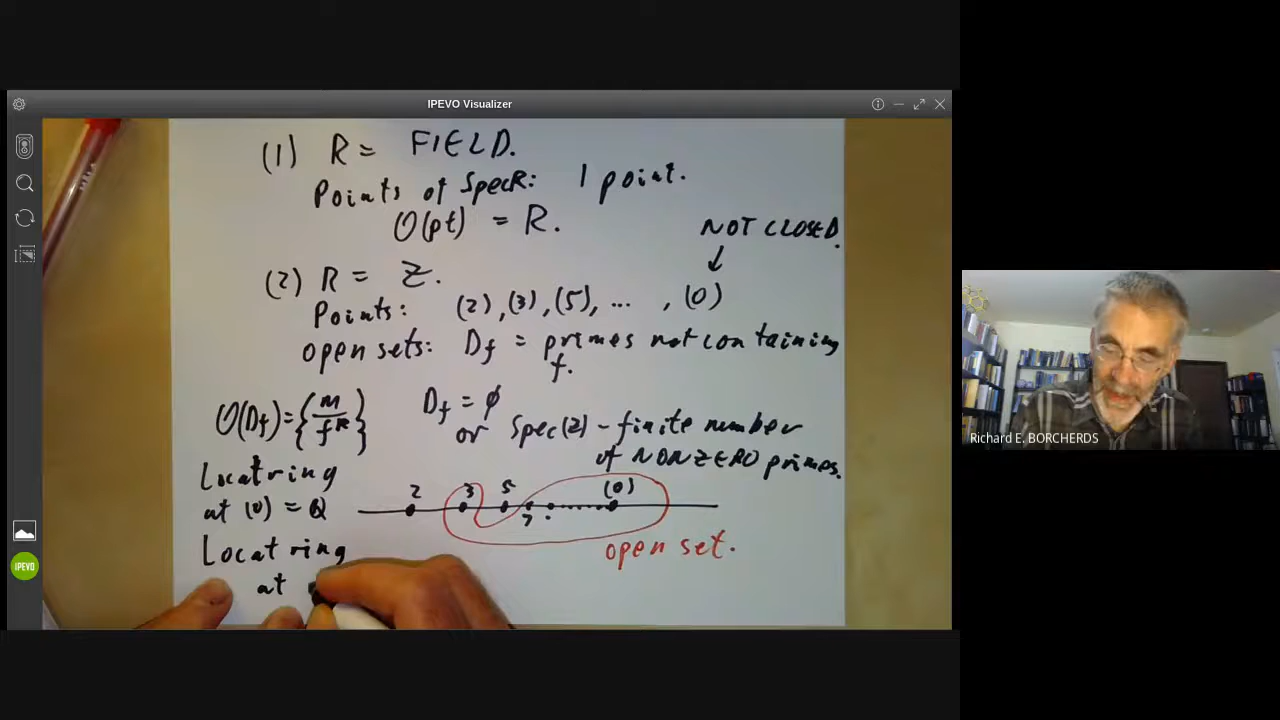 IPEVO Visualizer
(1) R = FIELD.
Points of SpecR: 1 point.
O(pt) = R.
NOT CLOSED.
↓
(2) R = Z.
Points: (2), (3), (5), ... , (0)
open sets: Df = primes not containing f.
O(Df) = {m/f^k}
Df = ∅
or Spec(Z) - finite number
of NONZERO primes.
Local ring
at (0) = Q
2 3 5 7 . (0)
open set.
Local ring
at
IPEVO
Richard E. BORCHERDS